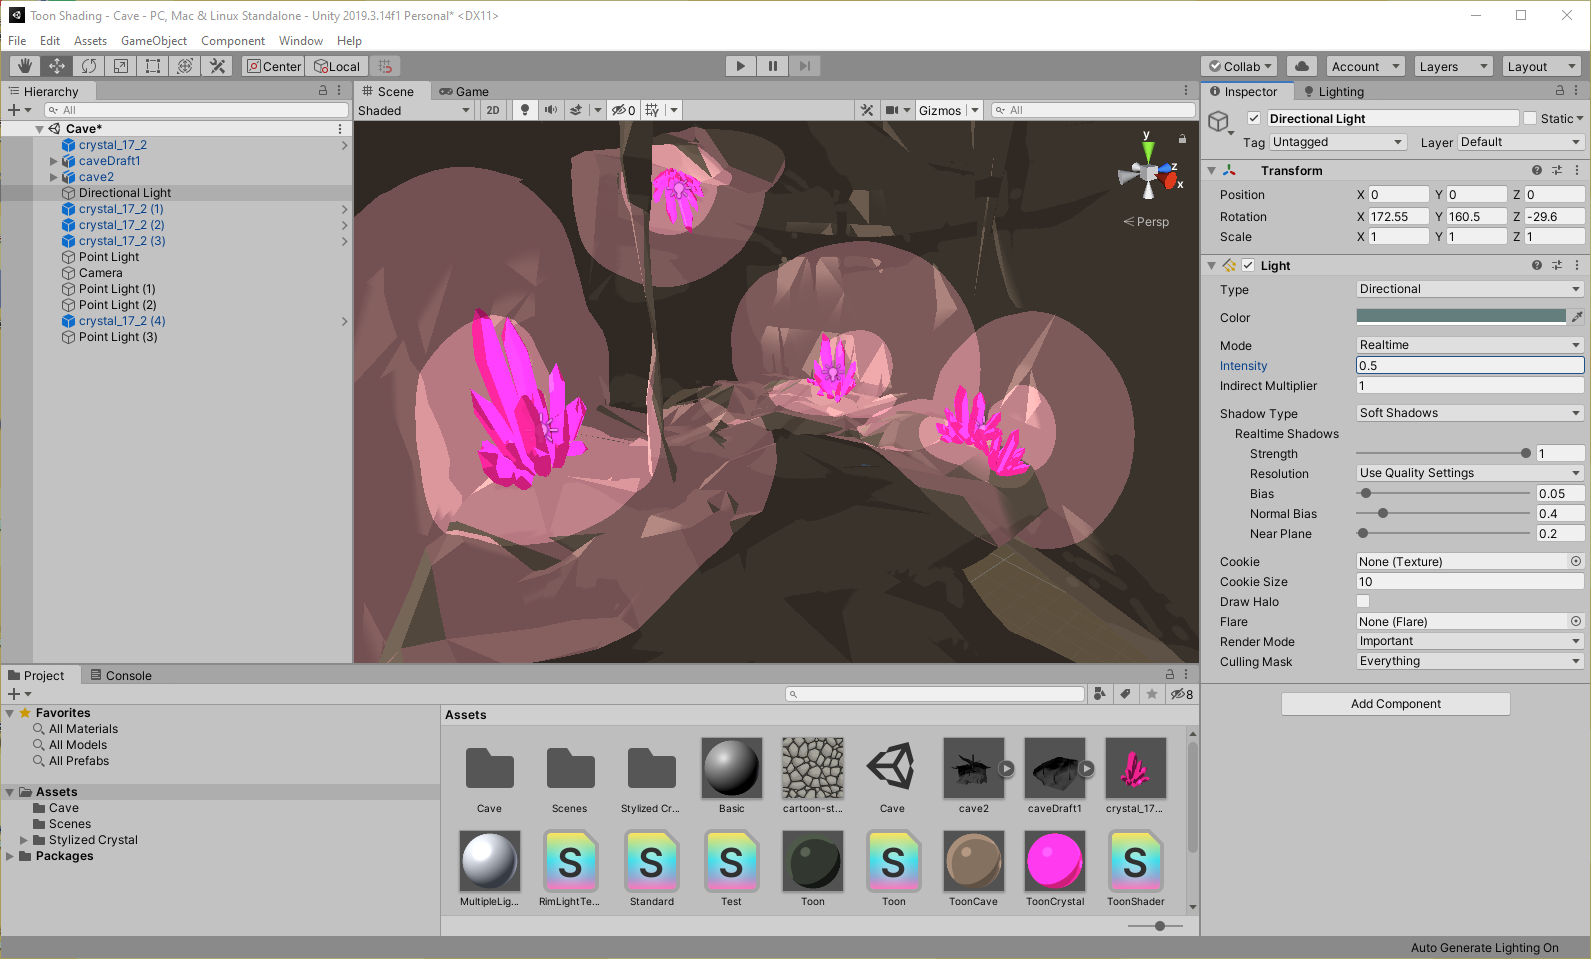 Toon Shading - Cave - PC, Mac & Linux Standalone - Unity 2019.3.14f1 Personal* <DX11>
File Edit Assets GameObject Component Window Help
Center Local Collab Account Layers Layout
Hierarchy
All
Cave*
crystal_17_2
caveDraft1
cave2
Directional Light
crystal_17_2 (1)
crystal_17_2 (2)
crystal_17_2 (3)
Point Light
Camera
Point Light (1)
Point Light (2)
crystal_17_2 (4)
Point Light (3)
Scene Game
Shaded 2D 0 Gizmos All
y
z
x
Persp
Inspector Lighting
Directional Light Static
Tag Untagged Layer Default
Transform
Position X 0 Y 0 Z 0
Rotation X 172.55 Y 160.5 Z -29.6
Scale X 1 Y 1 Z 1
Light
Type Directional
Color
Mode Realtime
Intensity 0.5
Indirect Multiplier 1
Shadow Type Soft Shadows
Realtime Shadows
Strength 1
Resolution Use Quality Settings
Bias 0.05
Normal Bias 0.4
Near Plane 0.2
Cookie None (Texture)
Cookie Size 10
Draw Halo
Flare None (Flare)
Render Mode Important
Culling Mask Everything
Add Component
Project Console
8
Favorites
All Materials
All Models
All Prefabs
Assets
Cave
Scenes
Stylized Crystal
Packages
Assets
Cave Scenes Stylized Cr... Basic cartoon-st... Cave cave2 caveDraft1 crystal_17...
S S S S S
MultipleLig... RimLightTe... Standard Test Toon Toon ToonCave ToonCrystal ToonShader
Auto Generate Lighting On